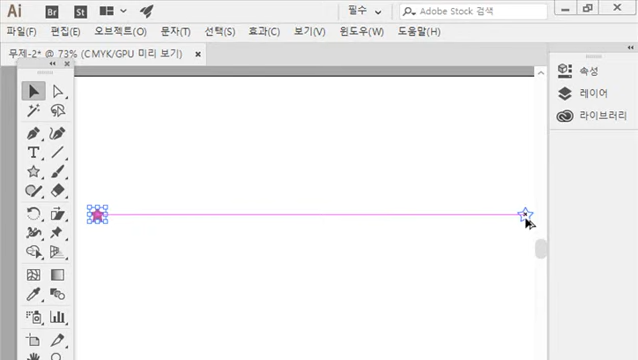 Ai Br St 필수 Adobe Stock 검색
파일(F) 편집(E) 오브젝트(O) 문자(T) 선택(S) 효과(C) 보기(V) 윈도우(W) 도움말(H)
무제-2* @ 73% (CMYK/GPU 미리 보기) ×
속성
레이어
라이브러리